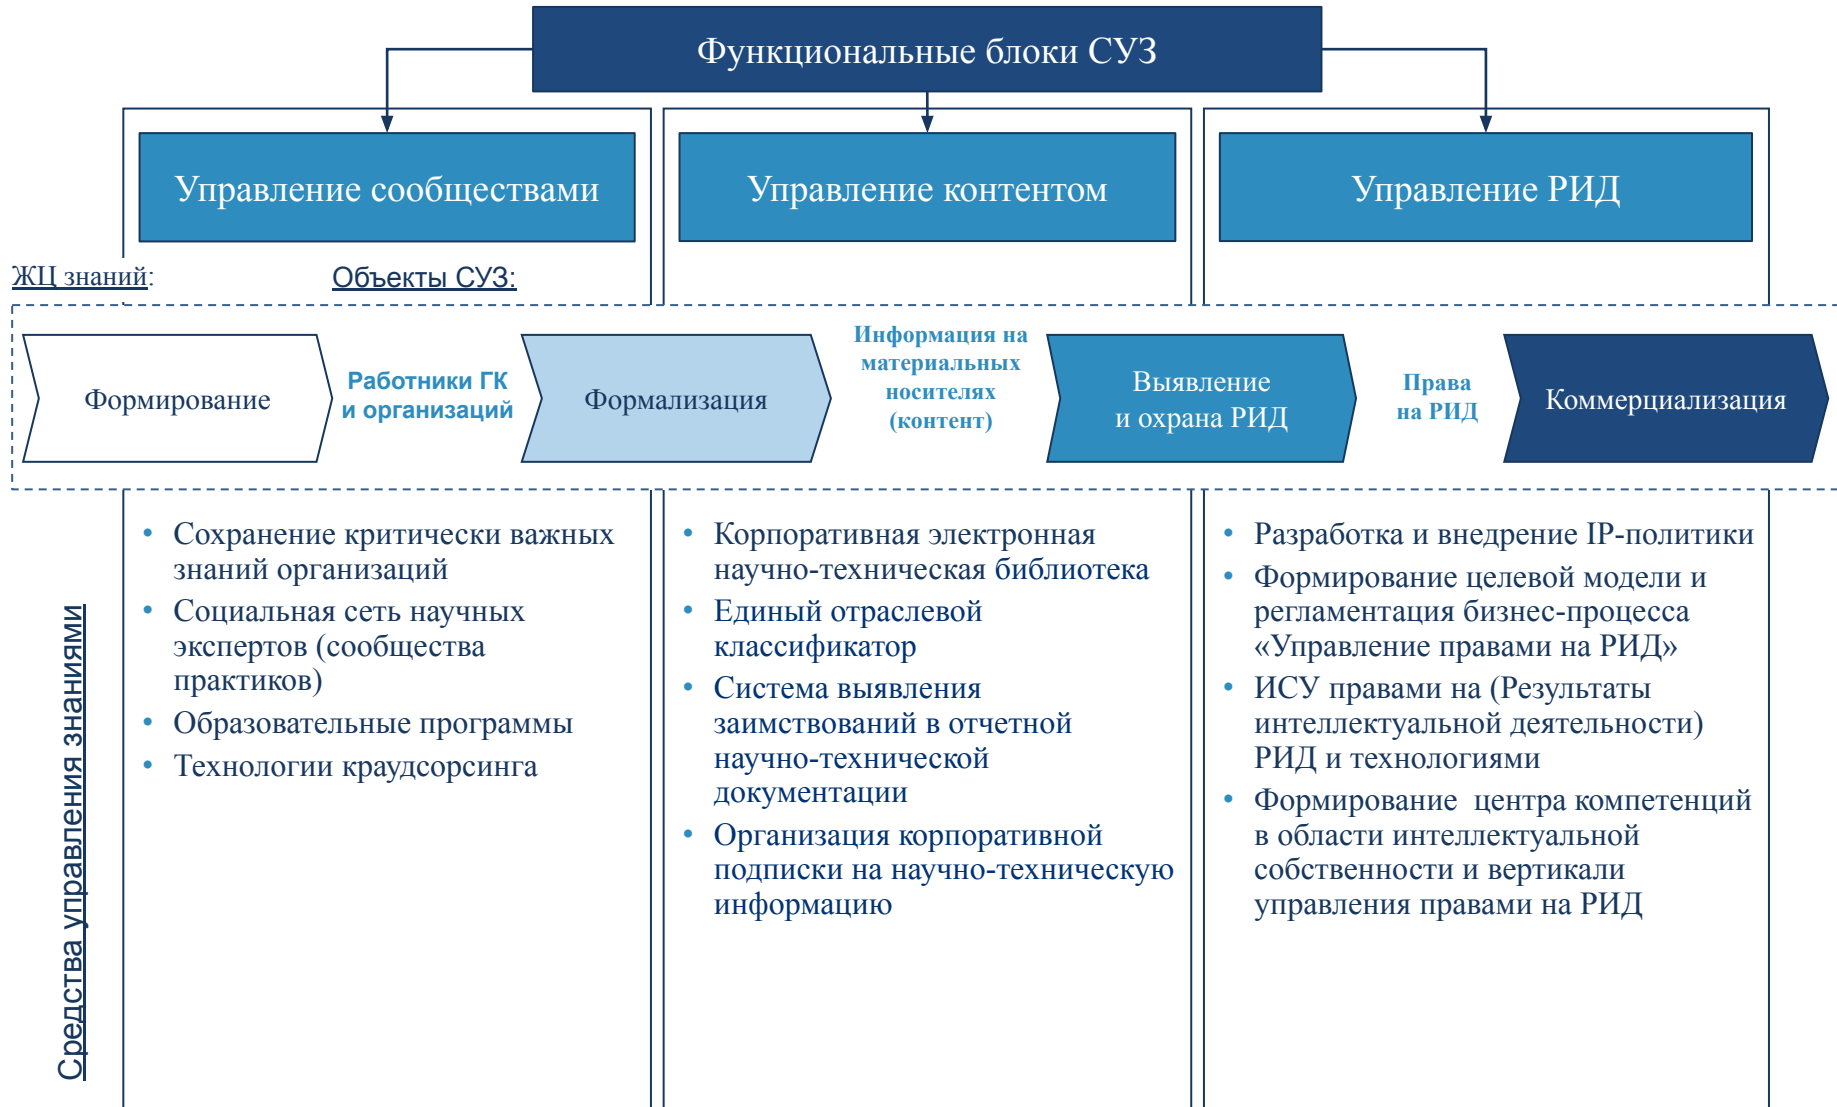 Функциональные блоки СУЗ
Управление сообществами
Управление контентом
Управление РИД
ЖЦ знаний:
Объекты СУЗ:
Формирование
Работники ГК
и организаций
Формализация
Информация на
материальных
носителях
(контент)
Выявление
и охрана РИД
Права
на РИД
Коммерциализация
Средства управления знаниями
• Сохранение критически важных
знаний организаций
• Социальная сеть научных
экспертов (сообщества
практиков)
• Образовательные программы
• Технологии краудсорсинга
• Корпоративная электронная
научно-техническая библиотека
• Единый отраслевой
классификатор
• Система выявления
заимствований в отчетной
научно-технической
документации
• Организация корпоративной
подписки на научно-техническую
информацию
• Разработка и внедрение IP-политики
• Формирование целевой модели и
регламентация бизнес-процесса
«Управление правами на РИД»
• ИСУ правами на (Результаты
интеллектуальной деятельности)
РИД и технологиями
• Формирование центра компетенций
в области интеллектуальной
собственности и вертикали
управления правами на РИД